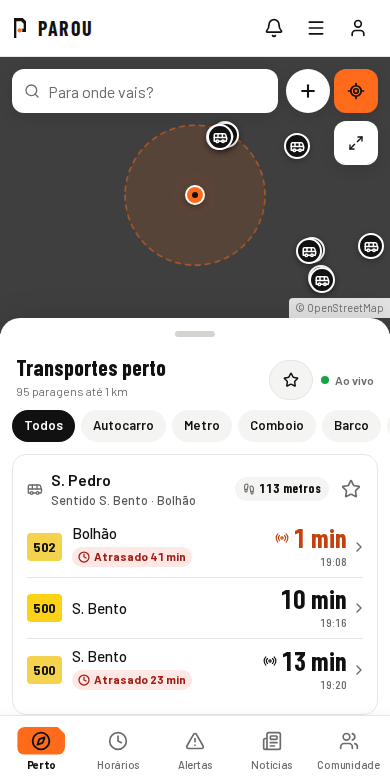 PAROU
Para onde vais?
© OpenStreetMap
Transportes perto
95 paragens até 1 km
Ao vivo
Todos
Autocarro
Metro
Comboio
Barco
S. Pedro
Sentido S. Bento · Bolhão
113 metros
502
Bolhão
Atrasado 41 min
1 min
19:08
500
S. Bento
10 min
19:16
500
S. Bento
Atrasado 23 min
13 min
19:20
Perto
Horários
Alertas
Notícias
Comunidade